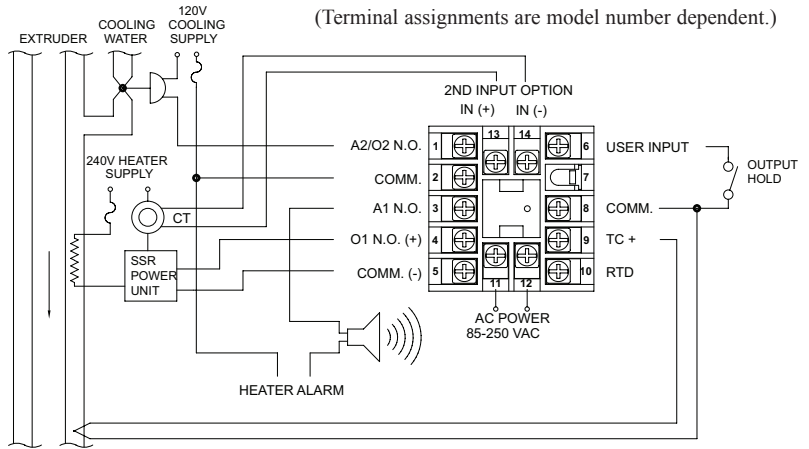 (Terminal assignments are model number dependent.)
EXTRUDER
COOLING
WATER
120V
COOLING
SUPPLY
2ND INPUT OPTION
IN (+) IN (-)
13 14
A2/O2 N.O. 1
6 USER INPUT
COMM. 2
7
OUTPUT
HOLD
A1 N.O. 3
8 COMM.
O1 N.O. (+) 4
9 TC +
COMM. (-) 5
10 RTD
11 12
AC POWER
85-250 VAC
240V HEATER
SUPPLY
CT
SSR
POWER
UNIT
HEATER ALARM